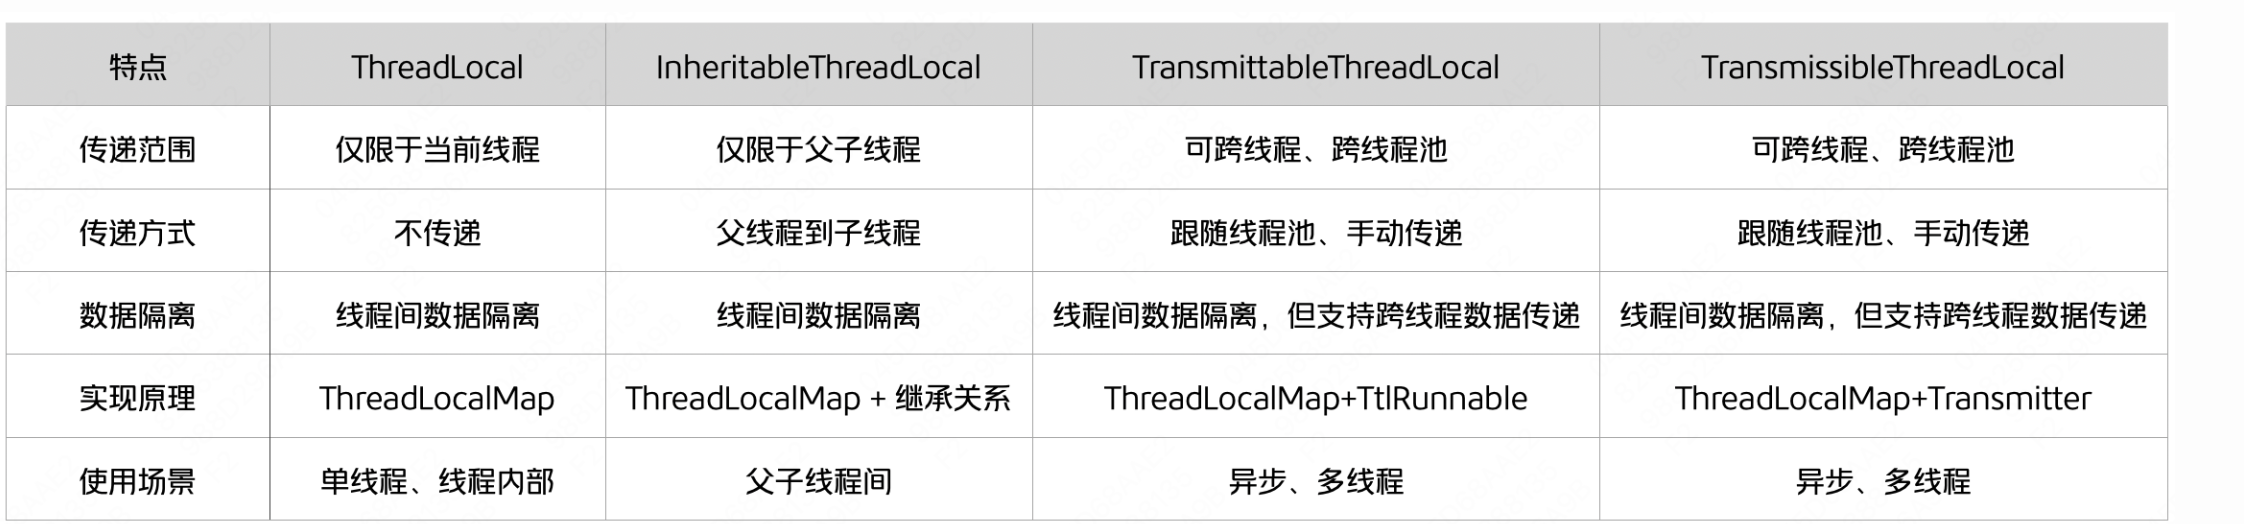 特点 ThreadLocal InheritableThreadLocal TransmittableThreadLocal TransmissibleThreadLocal
传递范围 仅限于当前线程 仅限于父子线程 可跨线程、跨线程池 可跨线程、跨线程池
传递方式 不传递 父线程到子线程 跟随线程池、手动传递 跟随线程池、手动传递
数据隔离 线程间数据隔离 线程间数据隔离 线程间数据隔离，但支持跨线程数据传递 线程间数据隔离，但支持跨线程数据传递
实现原理 ThreadLocalMap ThreadLocalMap + 继承关系 ThreadLocalMap+TtlRunnable ThreadLocalMap+Transmitter
使用场景 单线程、线程内部 父子线程间 异步、多线程 异步、多线程